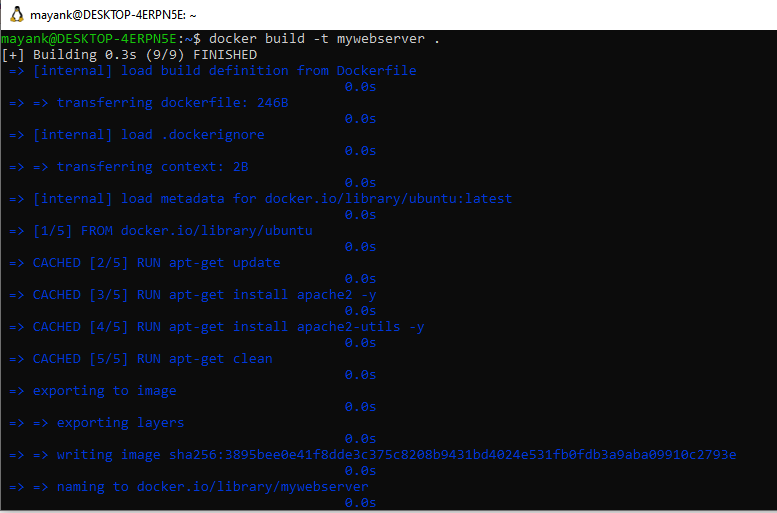 mayank@DESKTOP-4ERPN5E: ~
mayank@DESKTOP-4ERPN5E:~$ docker build -t mywebserver .
[+] Building 0.3s (9/9) FINISHED
=> [internal] load build definition from Dockerfile
0.0s
=> => transferring dockerfile: 246B
0.0s
=> [internal] load .dockerignore
0.0s
=> => transferring context: 2B
0.0s
=> [internal] load metadata for docker.io/library/ubuntu:latest
0.0s
=> [1/5] FROM docker.io/library/ubuntu
0.0s
=> CACHED [2/5] RUN apt-get update
0.0s
=> CACHED [3/5] RUN apt-get install apache2 -y
0.0s
=> CACHED [4/5] RUN apt-get install apache2-utils -y
0.0s
=> CACHED [5/5] RUN apt-get clean
0.0s
=> exporting to image
0.0s
=> => exporting layers
0.0s
=> => writing image sha256:3895bee0e41f8dde3c375c8208b9431bd4024e531fb0fdb3a9aba09910c2793e
0.0s
=> => naming to docker.io/library/mywebserver
0.0s